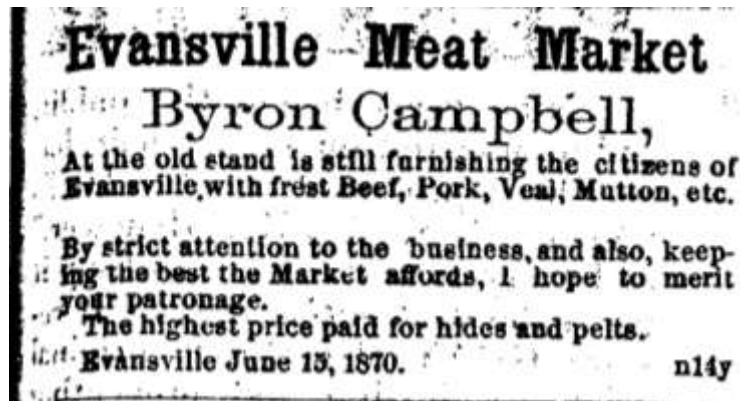 Evansville Meat Market
Byron Campbell,
At the old stand is still furnishing the citizens of
Evansville, with frest Beef, Pork, Veal, Mutton, etc.
By strict attention to the business, and also, keep-
ing the best the Market affords, I hope to merit
your patronage.
The highest price paid for hides and pelts.
Evansville June 15, 1870. n14y